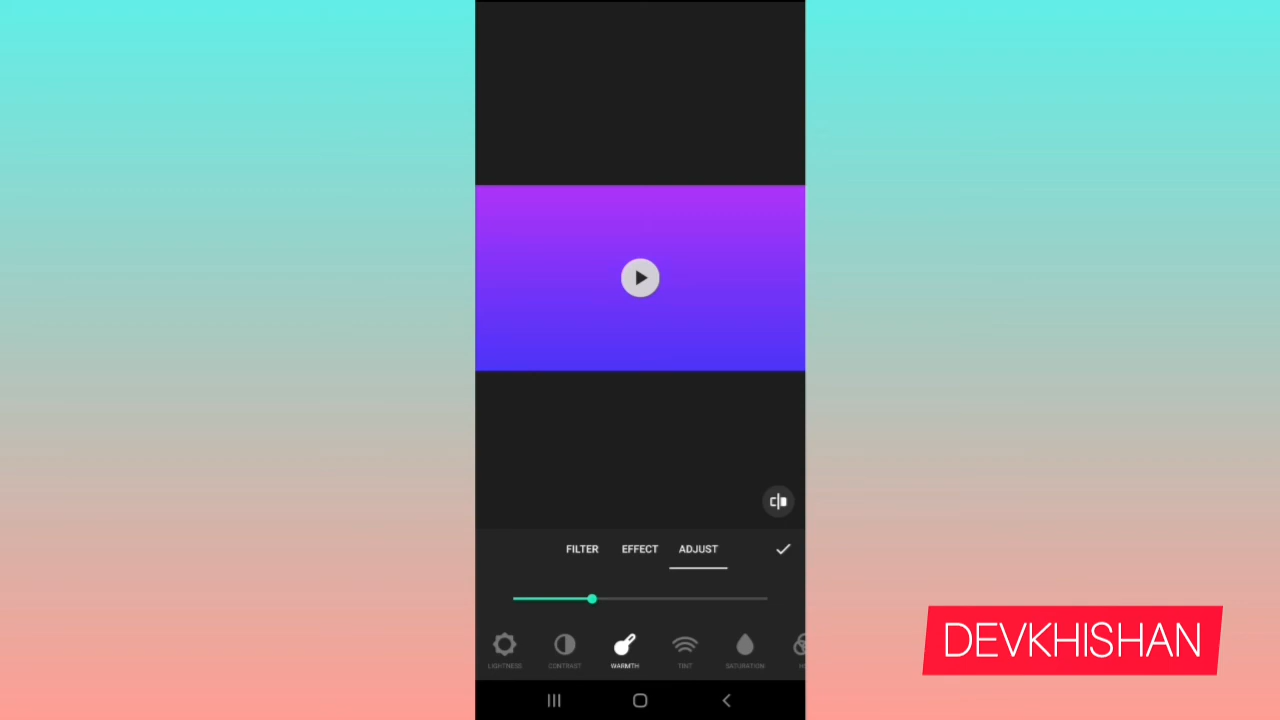 FILTER EFFECT ADJUST
LIGHTNESS CONTRAST WARMTH TINT SATURATION
DEVKHISHAN